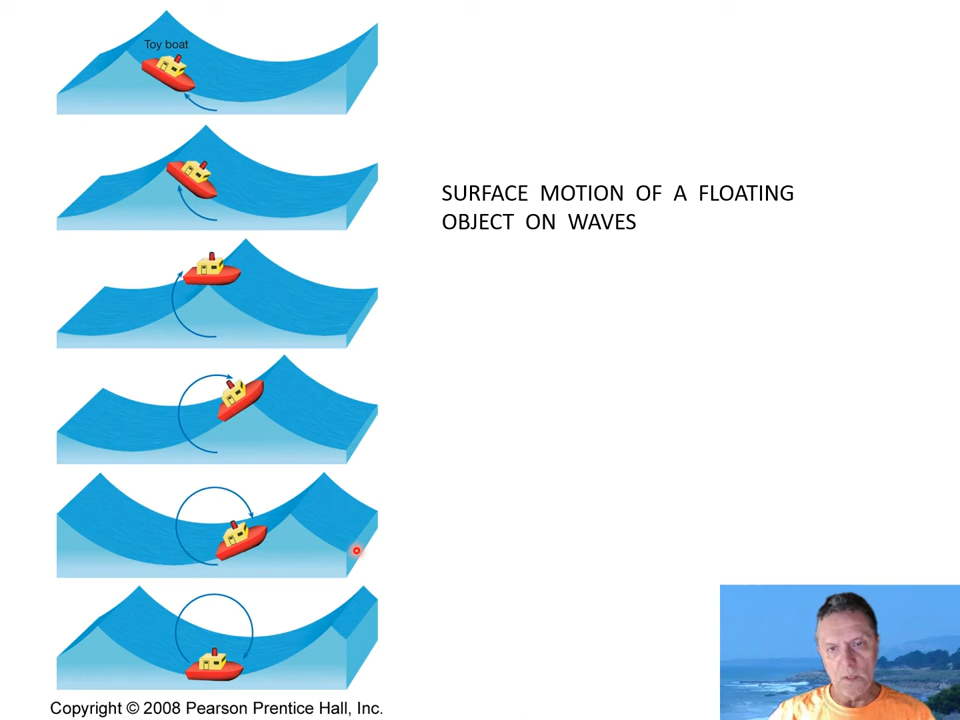 Toy boat
SURFACE MOTION OF A FLOATING
OBJECT ON WAVES
Copyright © 2008 Pearson Prentice Hall, Inc.